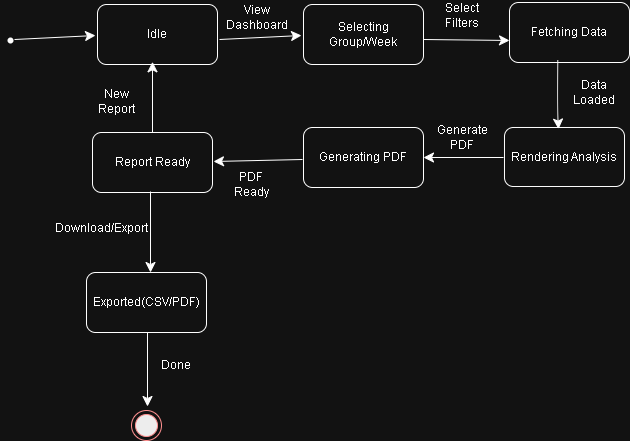 Idle
View
Dashboard
Selecting
Group/Week
Select
Filters
Fetching Data
Data
Loaded
Rendering Analysis
Generate
PDF
Generating PDF
PDF
Ready
Report Ready
New
Report
Download/Export
Exported(CSV/PDF)
Done